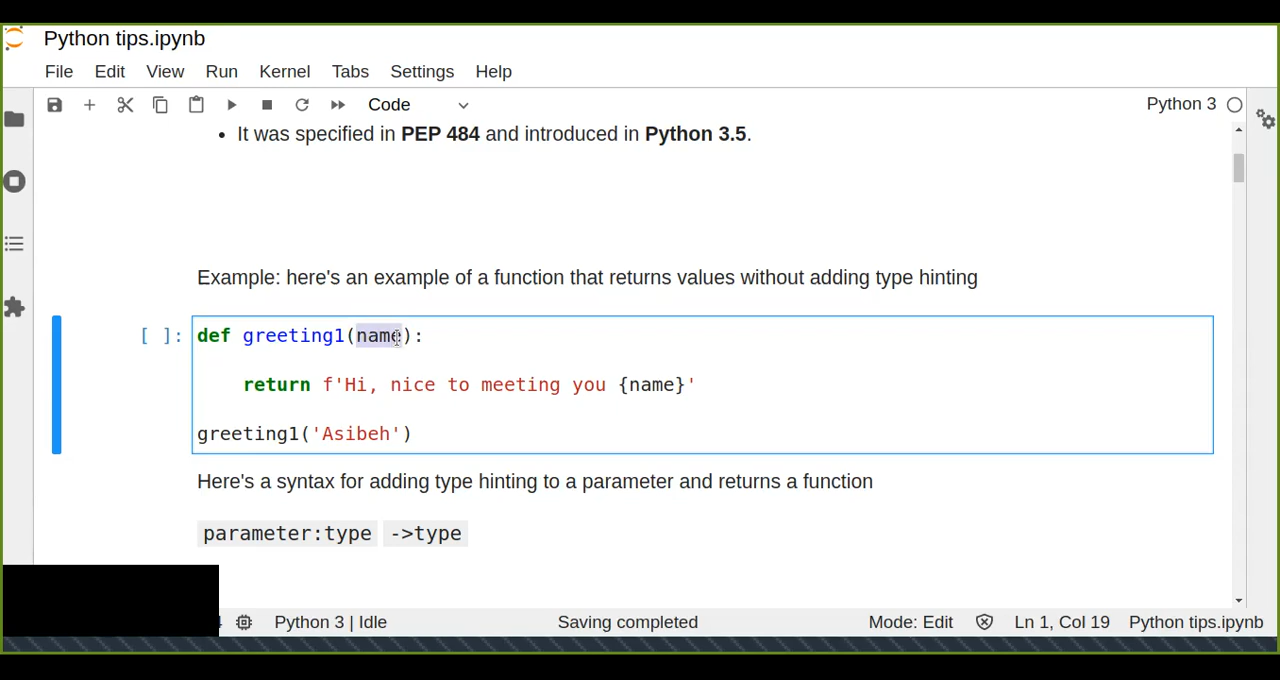 Python tips.ipynb
File Edit View Run Kernel Tabs Settings Help
Code Python 3
• It was specified in PEP 484 and introduced in Python 3.5.
Example: here's an example of a function that returns values without adding type hinting
[ ]: def greeting1(name):
return f'Hi, nice to meeting you {name}'
greeting1('Asibeh')
Here's a syntax for adding type hinting to a parameter and returns a function
parameter:type ->type
Python 3 | Idle Saving completed Mode: Edit Ln 1, Col 19 Python tips.ipynb